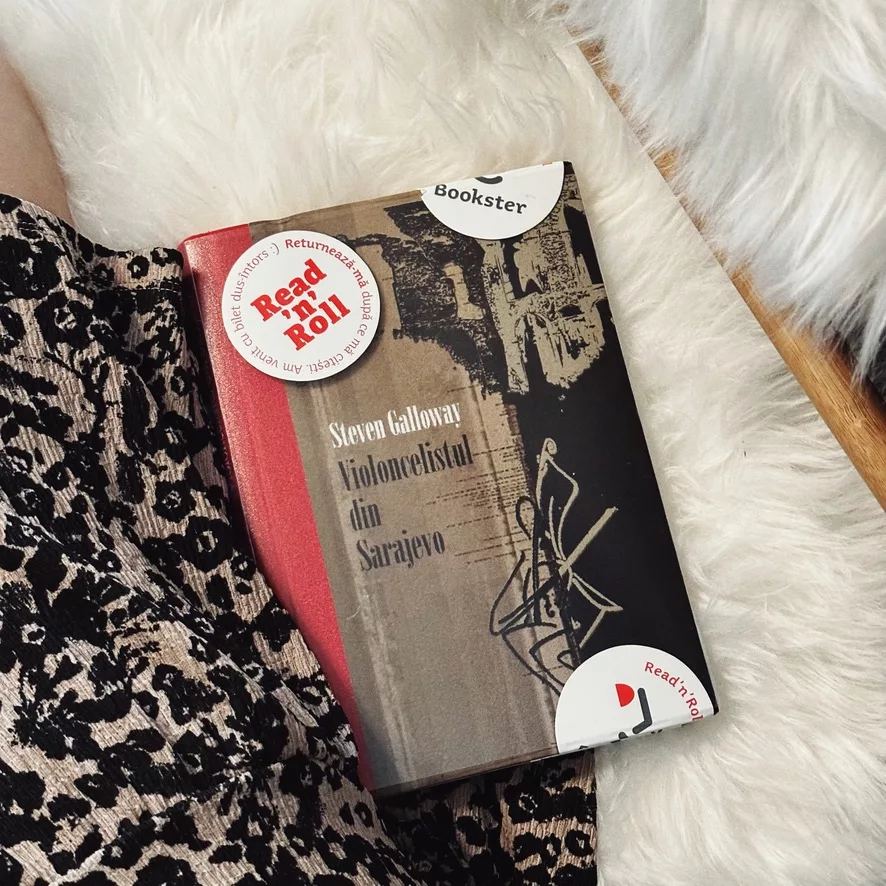 Bookster
Returnează-mă după ce mă citești. Am venit cu bilet dus-întors :)
Read
'n'
Roll
Steven Galloway
Violoncelistul
din
Sarajevo
Read'n'Roll